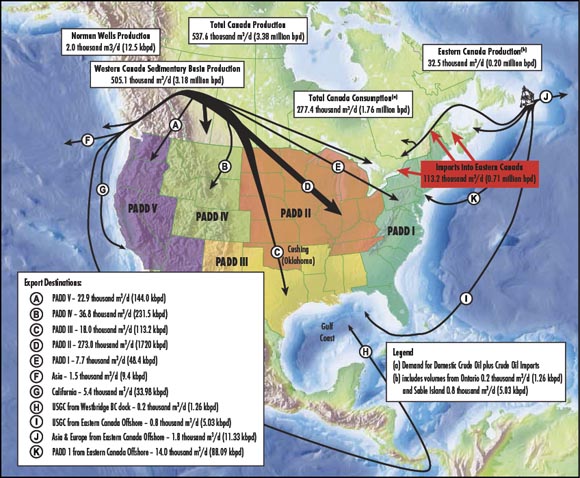 Norman Wells Production
2.0 thousand m3/d (12.5 kbpd)
Total Canada Production
537.6 thousand m³/d (3.38 million bpd)
Eastern Canada Production(b)
32.5 thousand m³/d (0.20 million bpd)
Western Canada Sedimentary Basin Production
505.1 thousand m³/d (3.18 million bpd)
Total Canada Consumption(a)
277.4 thousand m³/d (1.76 million bpd)
Imports into Eastern Canada
113.2 thousand m³/d (0.71 million bpd)
J
F
A
B
E
G
D
K
C
I
H
PADD V
PADD IV
PADD II
PADD I
PADD III
Cushing
(Oklahoma)
Gulf
Coast
Export Destinations:
A PADD V - 22.9 thousand m³/d (144.0 kbpd)
B PADD IV - 36.8 thousand m³/d (231.5 kbpd)
C PADD III - 18.0 thousand m³/d (113.2 kbpd)
D PADD II - 273.8 thousand m³/d (1720 kbpd)
E PADD I - 7.7 thousand m³/d (48.4 kbpd)
F Asia - 1.5 thousand m³/d (9.4 kbpd)
G California - 5.4 thousand m³/d (33.98 kbpd)
H USGC from Westbridge BC dock - 0.2 thousand m³/d (1.26 kbpd)
I USGC from Eastern Canada Offshore - 0.8 thousand m³/d (5.03 kbpd)
J Asia & Europe from Eastern Canada Offshore - 1.8 thousand m³/d (11.33 kbpd)
K PADD 1 from Eastern Canada Offshore - 14.0 thousand m³/d (88.09 kbpd)
Legend
(a) Demand for Domestic Crude Oil plus Crude Oil Imports
(b) includes volumes from Ontario 0.2 thousand m³/d (1.26 kbpd)
and Sable Island 0.8 thousand m³/d (5.03 kbpd)